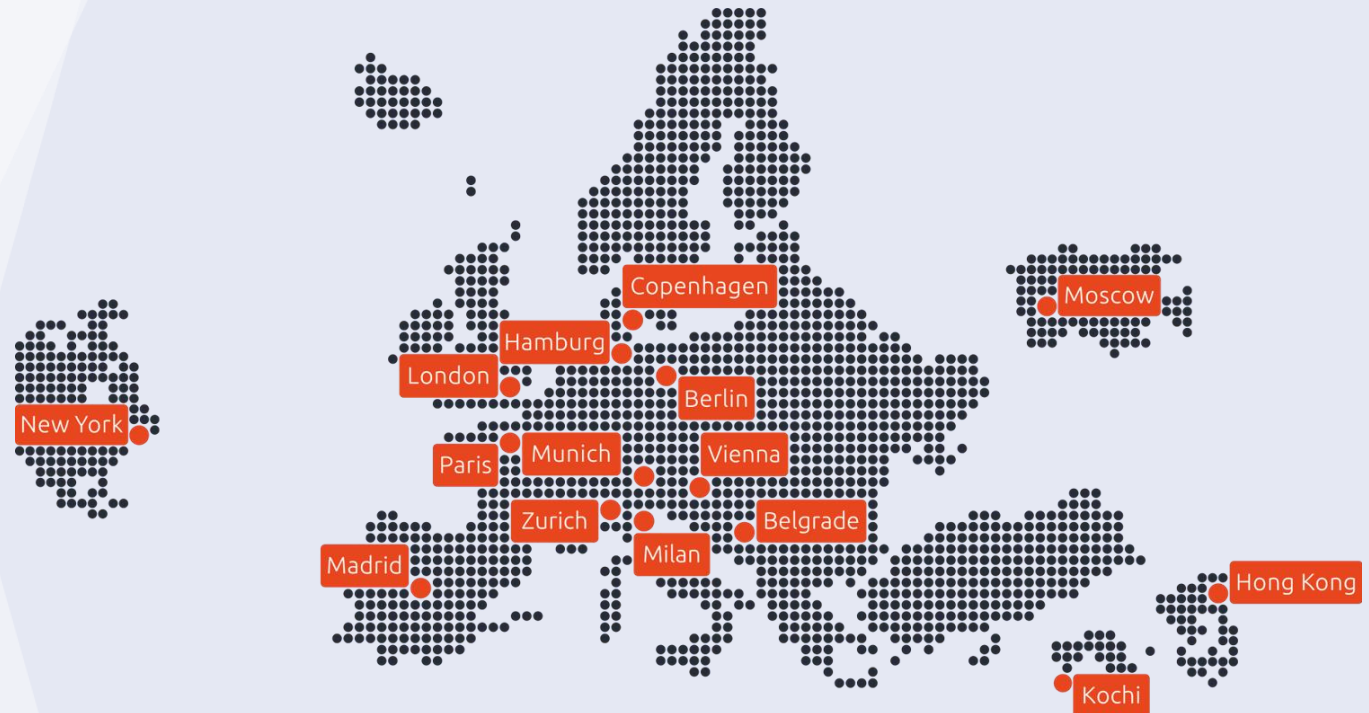 Copenhagen
Moscow
Hamburg
London
Berlin
New York
Paris
Munich
Vienna
Zurich
Belgrade
Milan
Madrid
Hong Kong
Kochi